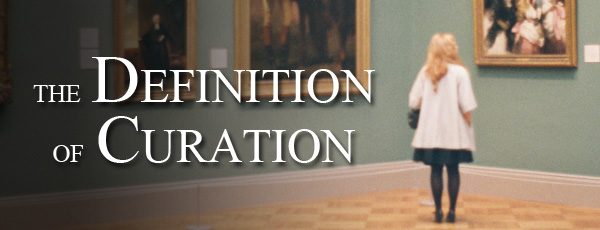 THE DEFINITION
OF CURATION